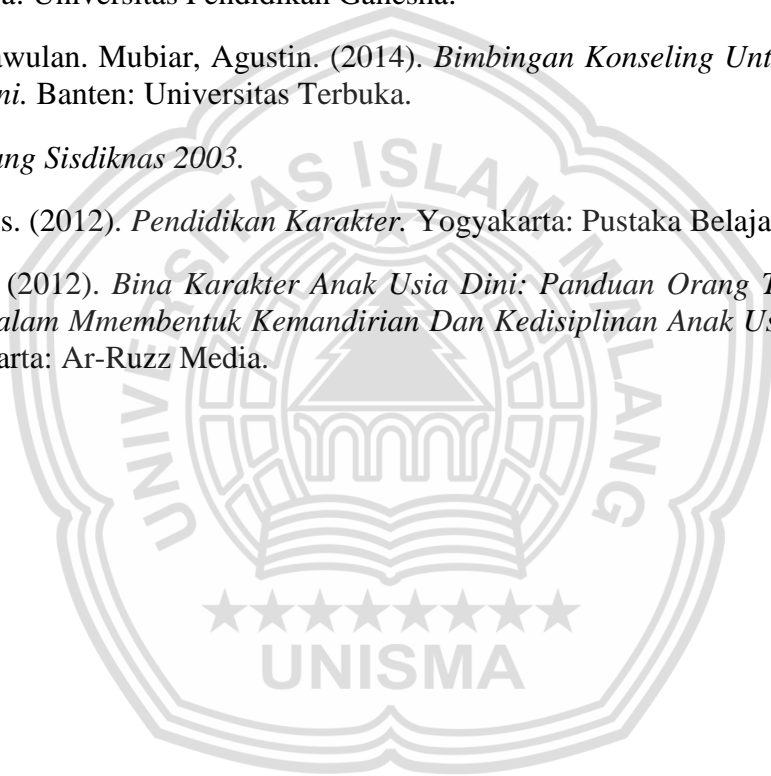 a. Universitas Pendidikan Ganesha.
awulan. Mubiar, Agustin. (2014). Bimbingan Konseling Unt
ni. Banten: Universitas Terbuka.
ang Sisdiknas 2003.
s. (2012). Pendidikan Karakter. Yogyakarta: Pustaka Belaja
(2012). Bina Karakter Anak Usia Dini: Panduan Orang T
alam Mmembentuk Kemandirian Dan Kedisiplinan Anak Us
arta: Ar-Ruzz Media.
UNIVERSITAS ISLAM MALANG
UNISMA